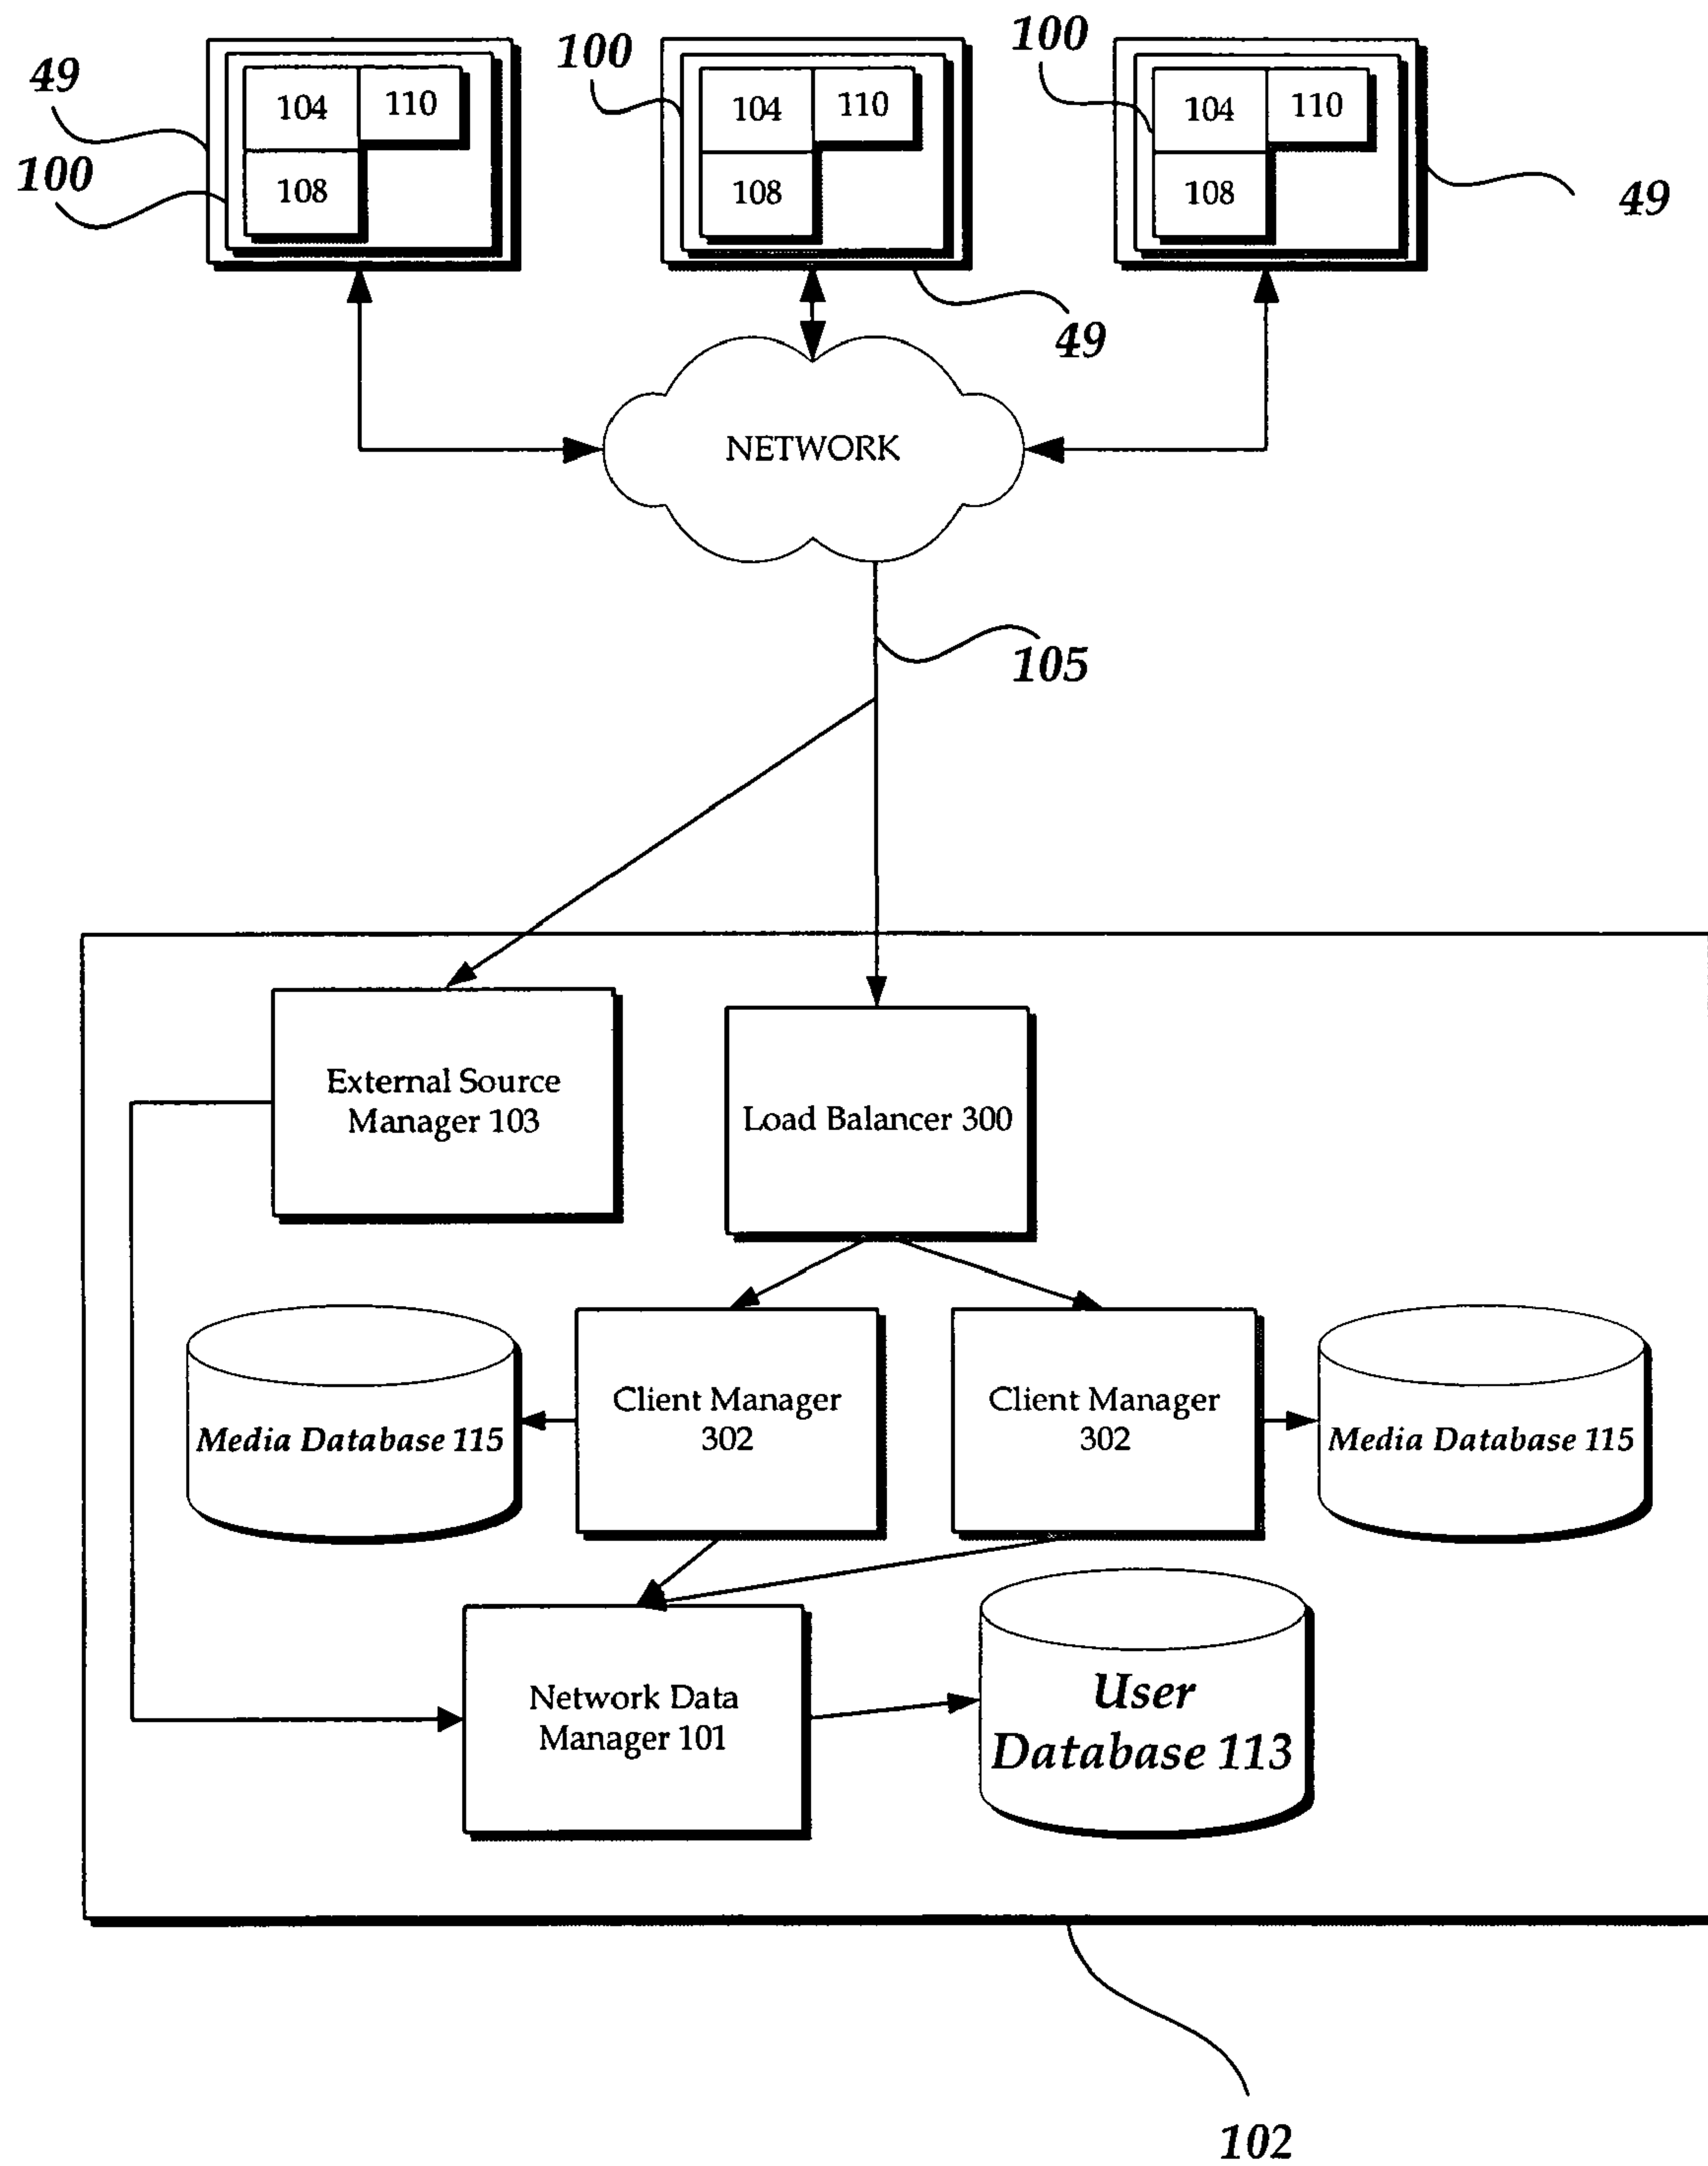 100
100
49
104
110
104
110
104
110
100
108
108
108
49
49
NETWORK
105
External Source
Manager 103
Load Balancer 300
Client Manager
302
Client Manager
302
Media Database 115
Media Database 115
Network Data
Manager 101
User
Database 113
102